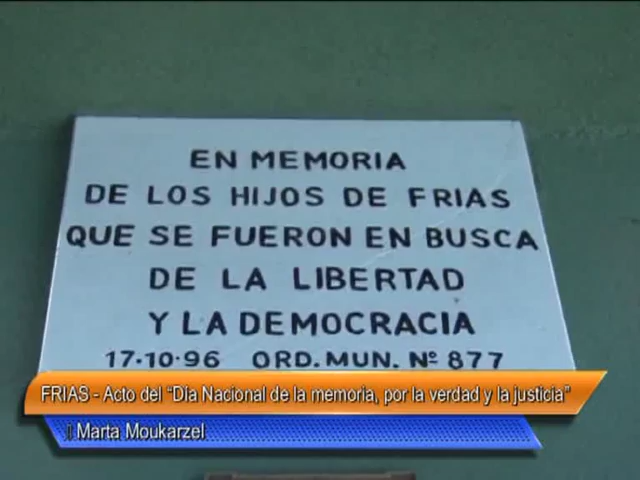 EN MEMORIA
DE LOS HIJOS DE FRIAS
QUE SE FUERON EN BUSCA
DE LA LIBERTAD
Y LA DEMOCRACIA
17-10-96 ORD. MUN. Nº 877
FRIAS - Acto del “Día Nacional de la memoria, por la verdad y la justicia”
Marta Moukarzel